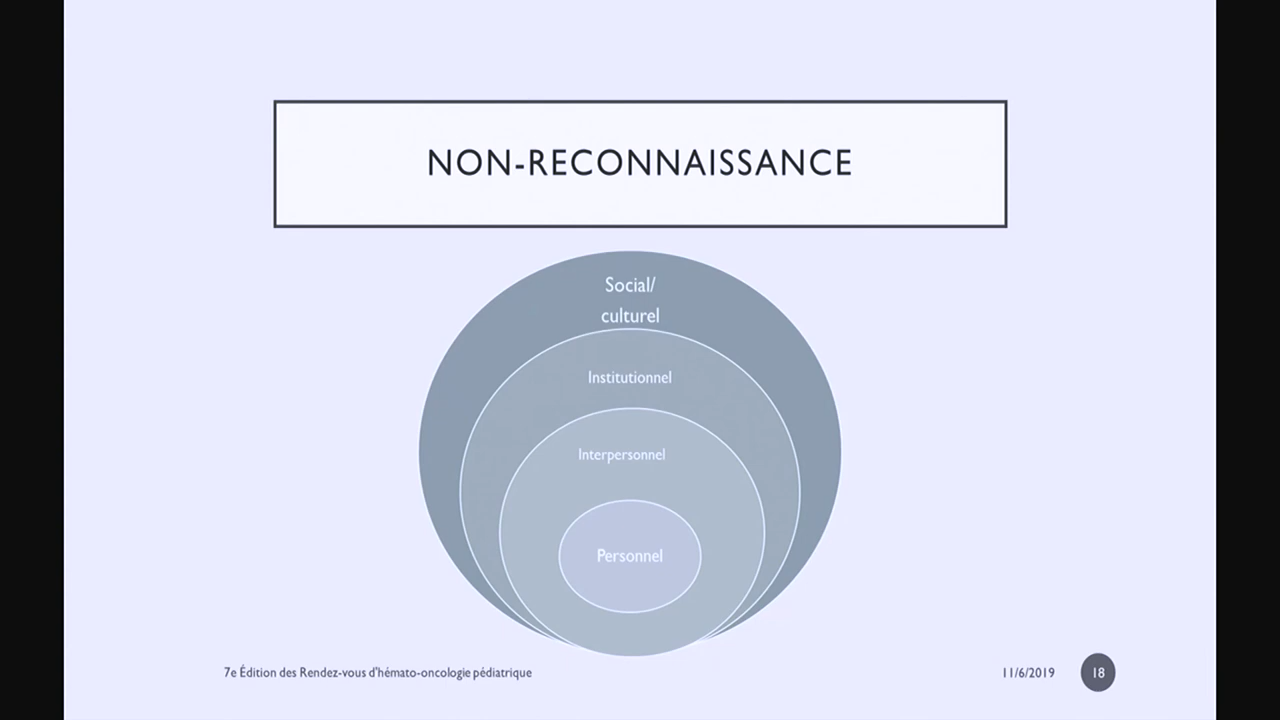 NON-RECONNAISSANCE
Social/
culturel
Institutionnel
Interpersonnel
Personnel
7e Édition des Rendez-vous d'hémato-oncologie pédiatrique
11/6/2019
18